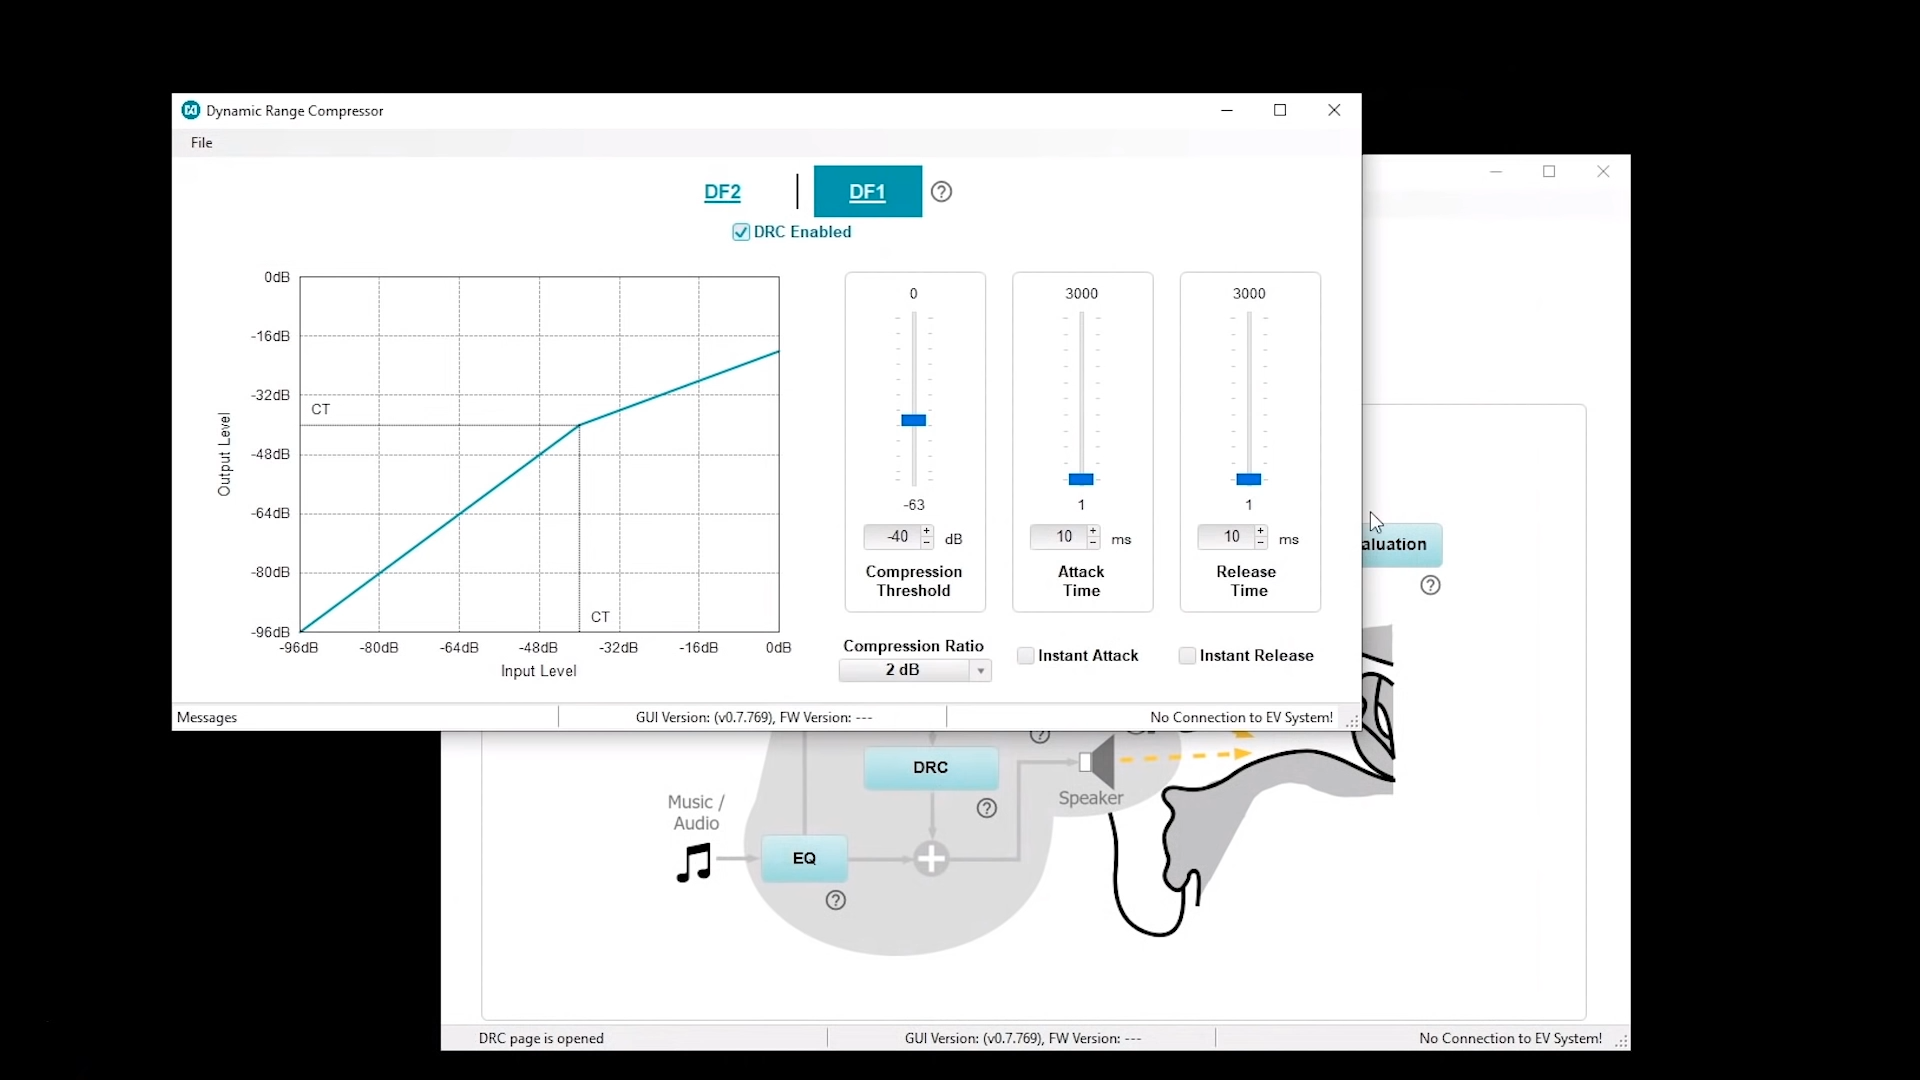 Dynamic Range Compressor
File
DF2
DF1
?
DRC Enabled
0dB
-16dB
-32dB
-48dB
-64dB
-80dB
-96dB
Output Level
CT
CT
-96dB -80dB -64dB -48dB -32dB -16dB 0dB
Input Level
0
-63
-40 dB
Compression
Threshold
3000
1
10 ms
Attack
Time
3000
1
10 ms
Release
Time
Compression Ratio
2 dB
Instant Attack
Instant Release
Messages
GUI Version: (v0.7.769), FW Version: ---
No Connection to EV System!
aluation
?
?
DRC
?
Speaker
Music /
Audio
EQ
?
DRC page is opened
GUI Version: (v0.7.769), FW Version: ---
No Connection to EV System!